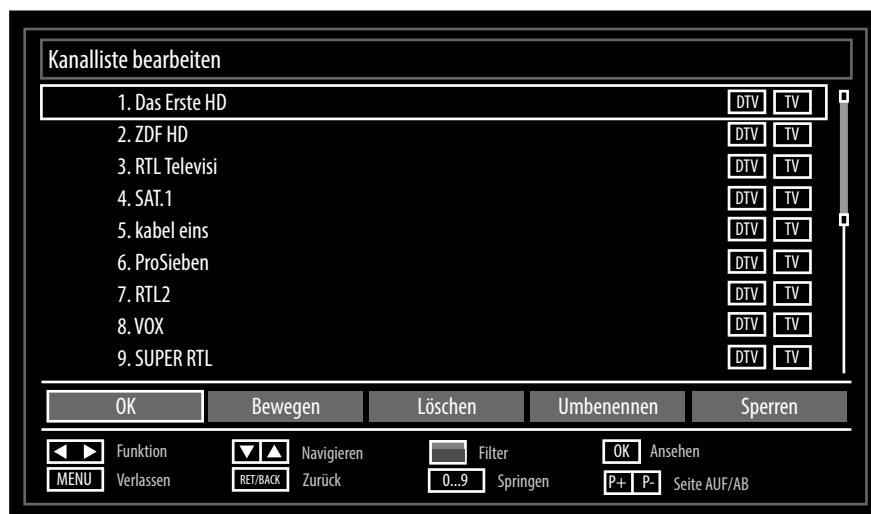 Kanalliste bearbeiten
1. Das Erste HD DTV TV
2. ZDF HD DTV TV
3. RTL Televisi DTV TV
4. SAT.1 DTV TV
5. kabel eins DTV TV
6. ProSieben DTV TV
7. RTL2 DTV TV
8. VOX DTV TV
9. SUPER RTL DTV TV
OK Bewegen Löschen Umbenennen Sperren
Funktion Navigieren Filter OK Ansehen
MENU Verlassen RET/BACK Zurück 0...9 Springen P+ P- Seite AUF/AB